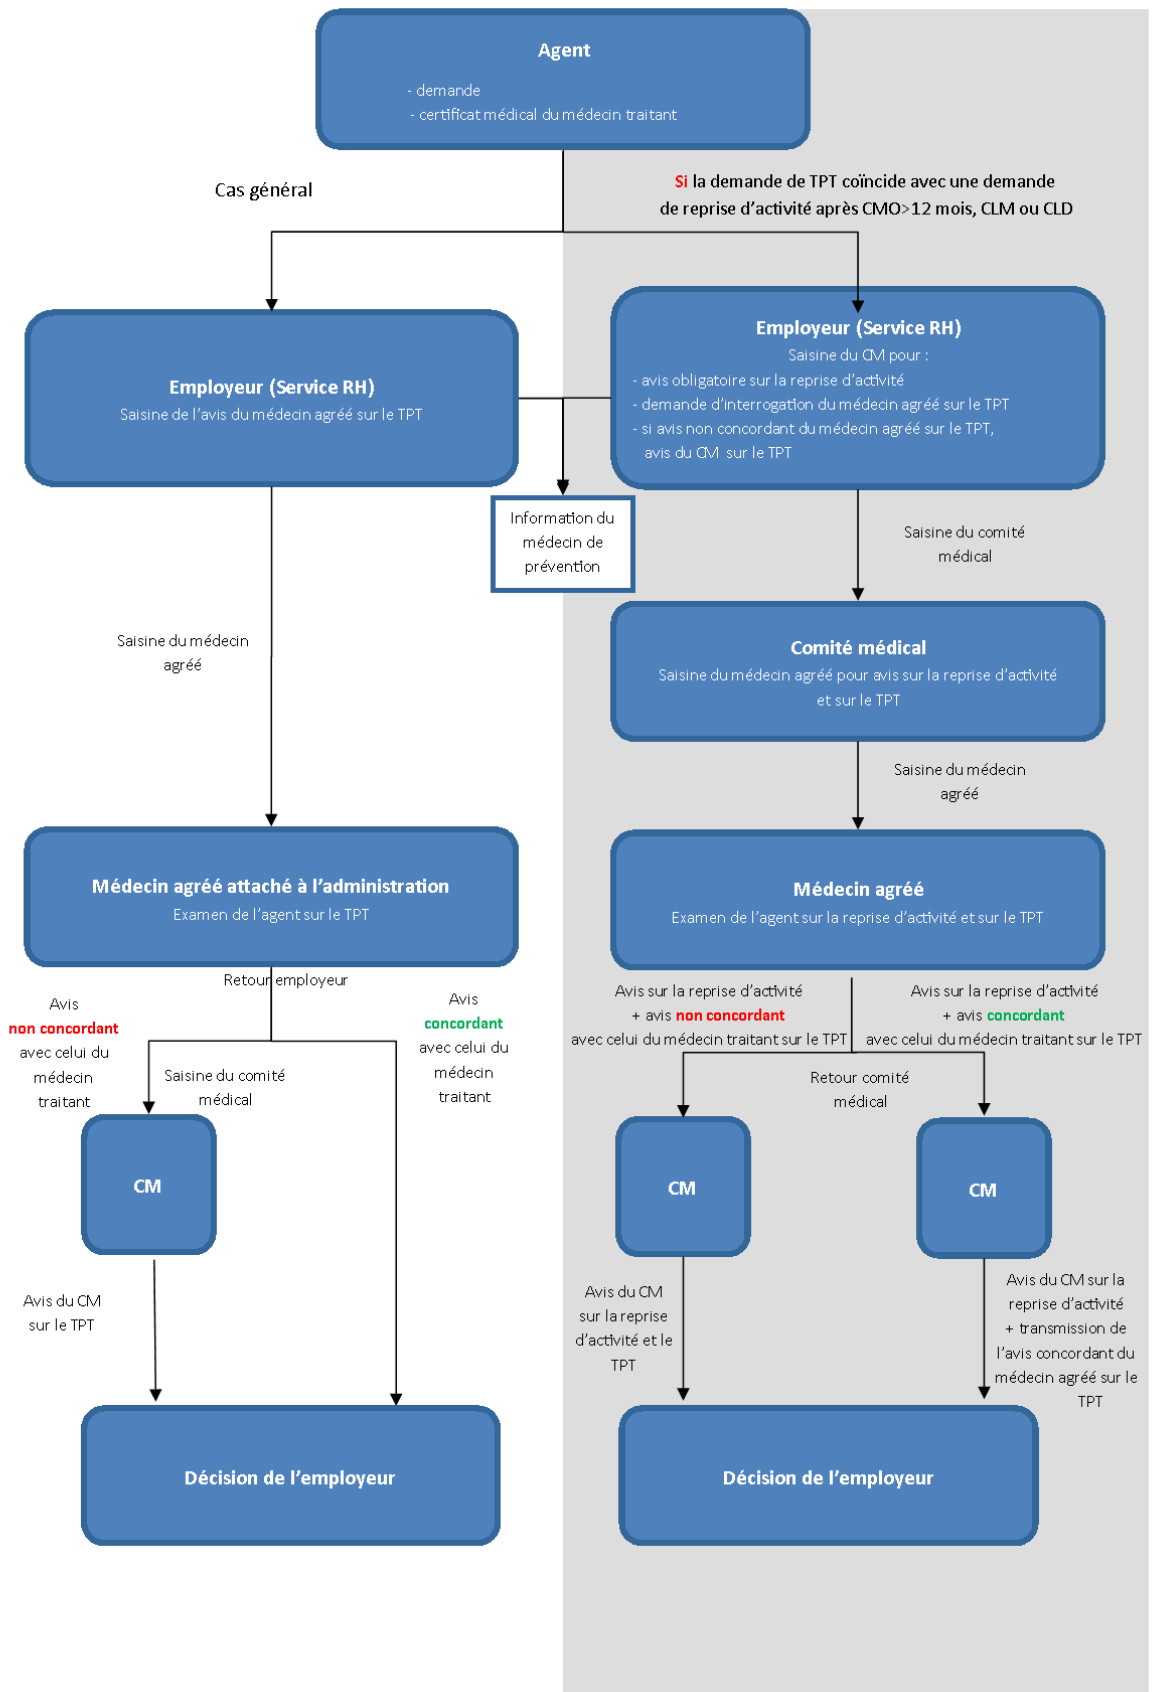 Agent
- demande
- certificat médical du médecin traitant
Cas général
Si la demande de TPT coïncide avec une demande
de reprise d'activité après CMO>12 mois, CLM ou CLD
Employeur (Service RH)
Saisine de l'avis du médecin agréé sur le TPT
Employeur (Service RH)
Saisine du CM pour :
- avis obligatoire sur la reprise d'activité
- demande d'interrogation du médecin agréé sur le TPT
- si avis non concordant du médecin agréé sur le TPT,
avis du CM sur le TPT
Information du
médecin de
prévention
Saisine du comité
médical
Saisine du médecin
agréé
Comité médical
Saisine du médecin agréé pour avis sur la reprise d'activité
et sur le TPT
Saisine du médecin
agréé
Médecin agréé attaché à l'administration
Examen de l'agent sur le TPT
Médecin agréé
Examen de l'agent sur la reprise d'activité et sur le TPT
Retour employeur
Avis
non concordant
avec celui du
médecin
traitant
Avis
concordant
avec celui du
médecin
traitant
Saisine du comité
médical
Avis sur la reprise d'activité
+ avis non concordant
avec celui du médecin traitant sur le TPT
Avis sur la reprise d'activité
+ avis concordant
avec celui du médecin traitant sur le TPT
Retour comité
médical
CM
CM
CM
Avis du CM
sur le TPT
Avis du CM
sur la reprise
d'activité et le
TPT
Avis du CM sur la
reprise d'activité
+ transmission de
l'avis concordant du
médecin agréé sur le
TPT
Décision de l'employeur
Décision de l'employeur